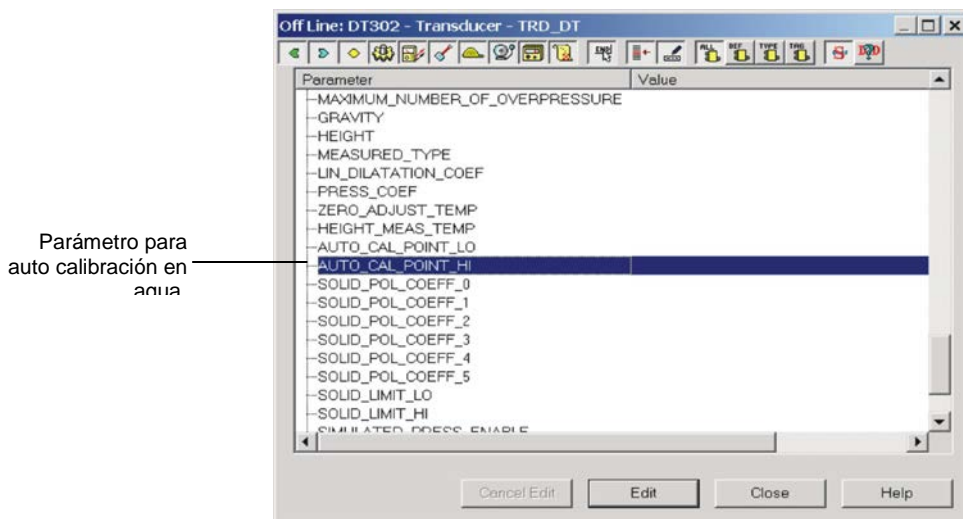 Off Line: DT302 - Transducer - TRD_DT
Parameter Value
MAXIMUM_NUMBER_OF_OVERPRESSURE
GRAVITY
HEIGHT
MEASURED_TYPE
LIN_DILATATION_COEF
PRESS_COEF
ZERO_ADJUST_TEMP
HEIGHT_MEAS_TEMP
AUTO_CAL_POINT_LO
AUTO_CAL_POINT_HI
SOLID_POL_COEFF_0
SOLID_POL_COEFF_1
SOLID_POL_COEFF_2
SOLID_POL_COEFF_3
SOLID_POL_COEFF_4
SOLID_POL_COEFF_5
SOLID_LIMIT_LO
SOLID_LIMIT_HI
SIMULATED_PRESS_ENABLE
Parámetro para
auto calibración en
agua.
Cancel Edit Edit Close Help